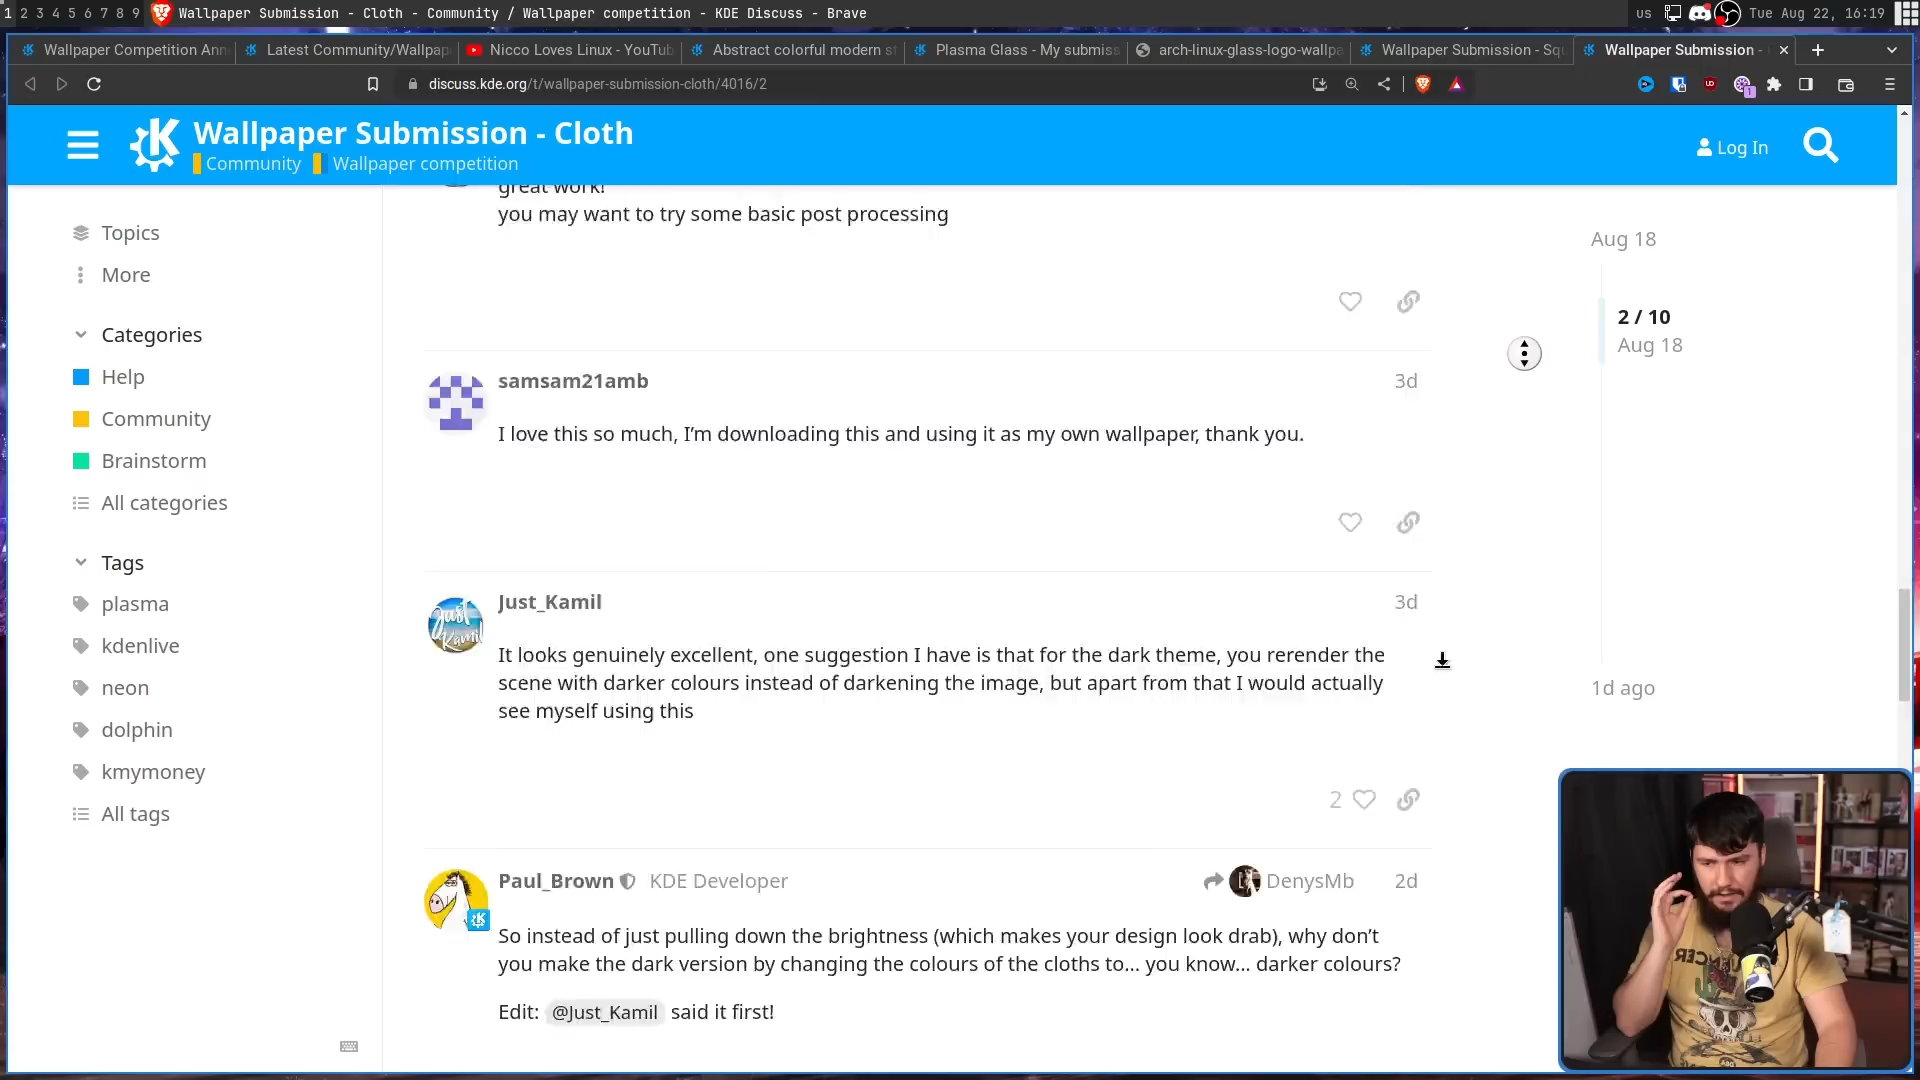 1 2 3 4 5 6 7 8 9 Wallpaper Submission - Cloth - Community / Wallpaper competition - KDE Discuss - Brave us Tue Aug 22, 16:19
Wallpaper Competition Ann
Latest Community/Wallpap
Nicco Loves Linux - YouTub
Abstract colorful modern s
Plasma Glass - My submiss
arch-linux-glass-logo-wallpa
Wallpaper Submission - Squ
Wallpaper Submission -
discuss.kde.org/t/wallpaper-submission-cloth/4016/2
Wallpaper Submission - Cloth
Community Wallpaper competition
Log In
Topics
More
Categories
Help
Community
Brainstorm
All categories
Tags
plasma
kdenlive
neon
dolphin
kmymoney
All tags
great work!
you may want to try some basic post processing
samsam21amb 3d
I love this so much, I’m downloading this and using it as my own wallpaper, thank you.
Just_Kamil 3d
It looks genuinely excellent, one suggestion I have is that for the dark theme, you rerender the
scene with darker colours instead of darkening the image, but apart from that I would actually
see myself using this
2
Paul_Brown KDE Developer DenysMb 2d
So instead of just pulling down the brightness (which makes your design look drab), why don’t
you make the dark version by changing the colours of the cloths to… you know… darker colours?
Edit: @Just_Kamil said it first!
Aug 18
2 / 10
Aug 18
1d ago